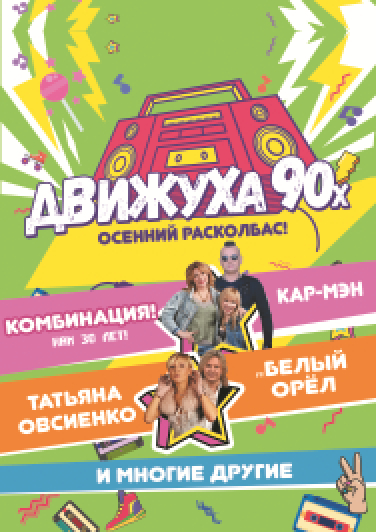 ДВИЖУХА 90х
ОСЕННИЙ РАСКОЛБАС!
КОМБИНАЦИЯ!
НАМ 30 ЛЕТ!
КАР-МЭН
ТАТЬЯНА
ОВСИЕНКО
"БЕЛЫЙ
ОРЁЛ
И МНОГИЕ ДРУГИЕ